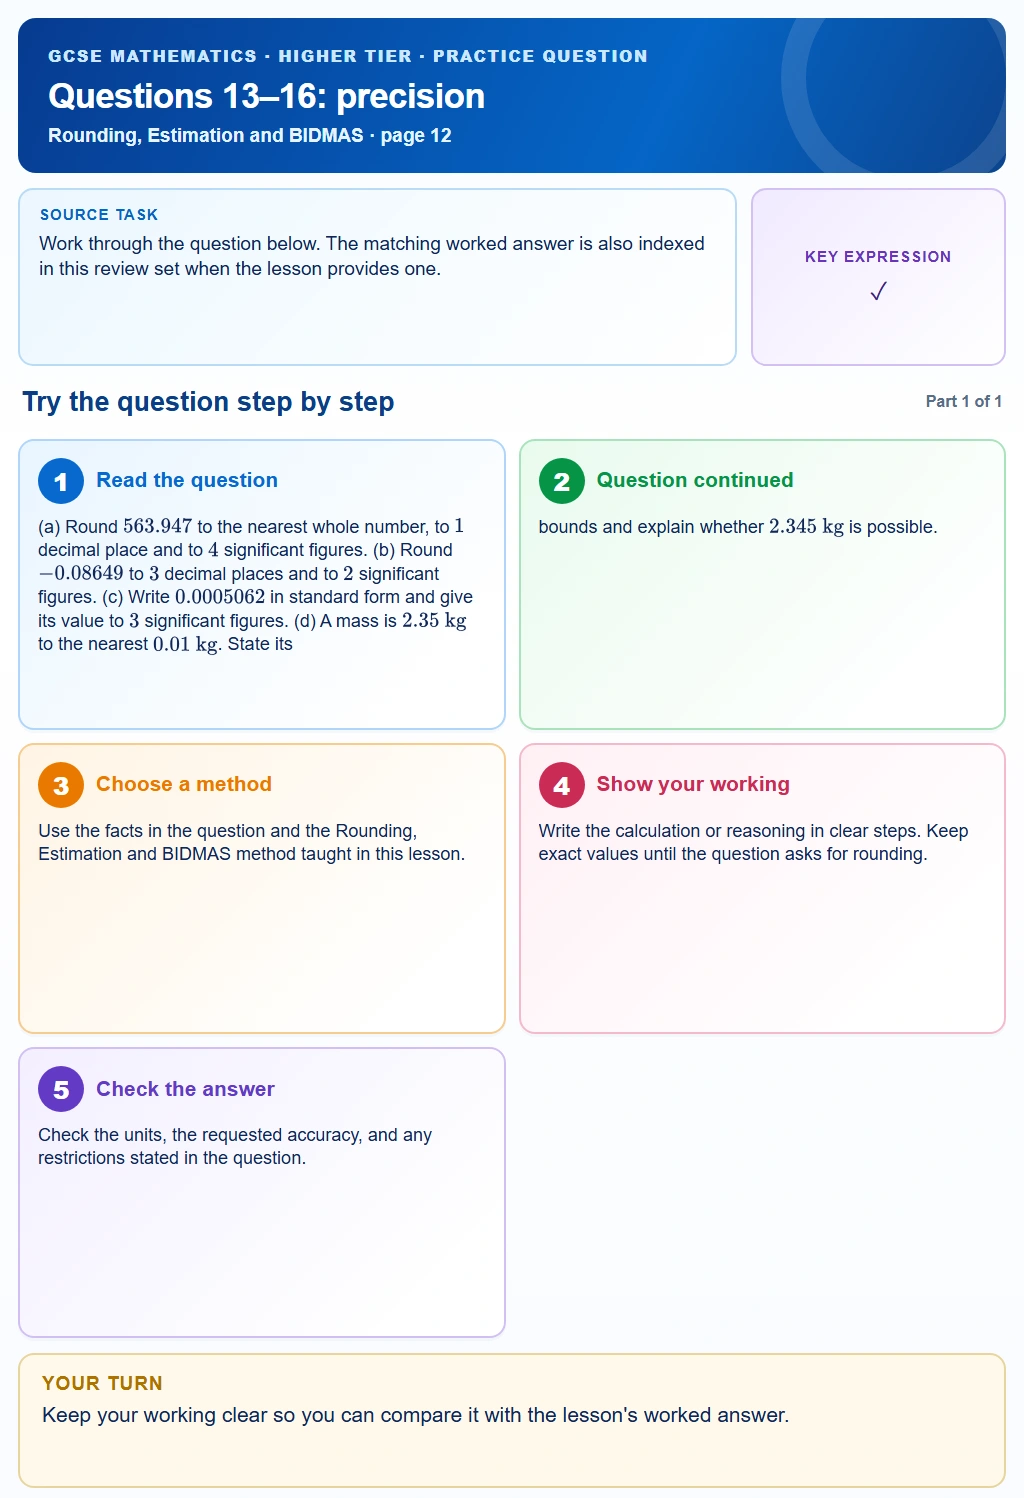 GCSE MATHEMATICS · HIGHER TIER · PRACTICE QUESTION
Questions 13–16: precision
Rounding, Estimation and BIDMAS · page 12
SOURCE TASK
Work through the question below. The matching worked answer is also indexed
in this review set when the lesson provides one.
KEY EXPRESSION
✓
Try the question step by step
Part 1 of 1
1 Read the question
(a) Round 563.947 to the nearest whole number, to 1
decimal place and to 4 significant figures. (b) Round
−0.08649 to 3 decimal places and to 2 significant
figures. (c) Write 0.0005062 in standard form and give
its value to 3 significant figures. (d) A mass is 2.35 kg
to the nearest 0.01 kg. State its
2 Question continued
bounds and explain whether 2.345 kg is possible.
3 Choose a method
Use the facts in the question and the Rounding,
Estimation and BIDMAS method taught in this lesson.
4 Show your working
Write the calculation or reasoning in clear steps. Keep
exact values until the question asks for rounding.
5 Check the answer
Check the units, the requested accuracy, and any
restrictions stated in the question.
YOUR TURN
Keep your working clear so you can compare it with the lesson's worked answer.